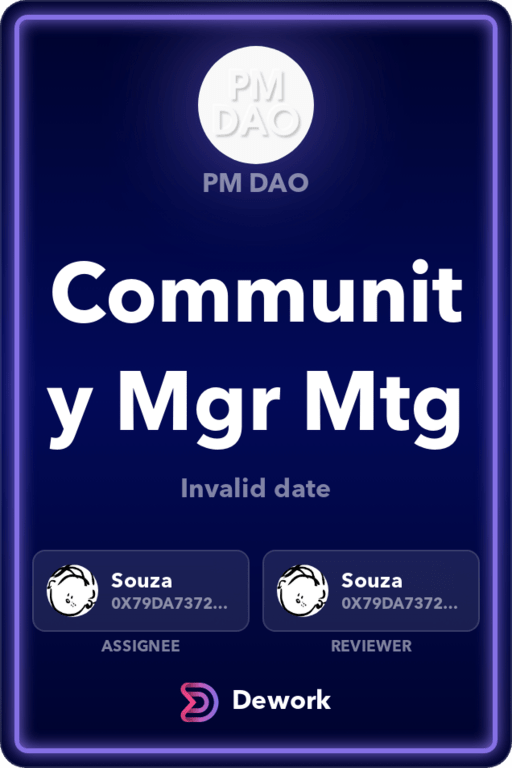 PM
DAO
PM DAO
Communit
y Mgr Mtg
Invalid date
Souza
0X79DA7372...
Souza
0X79DA7372...
ASSIGNEE
REVIEWER
Dework